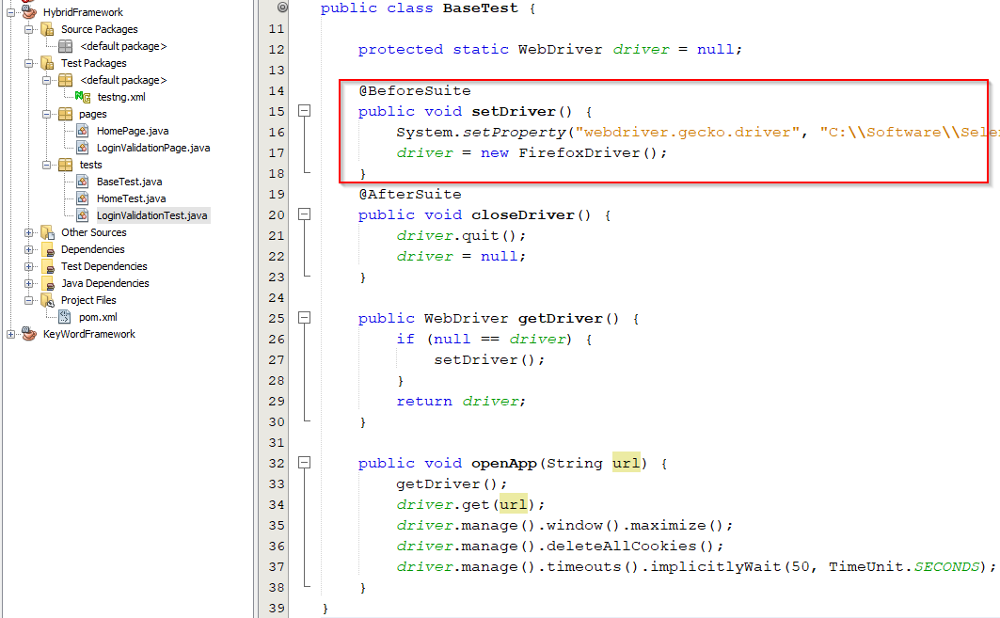 HybridFramework
Source Packages
<default package>
Test Packages
<default package>
testng.xml
pages
HomePage.java
LoginValidationPage.java
tests
BaseTest.java
HomeTest.java
LoginValidationTest.java
Other Sources
Dependencies
Test Dependencies
Java Dependencies
Project Files
pom.xml
KeyWordFramework
public class BaseTest {
11
12 protected static WebDriver driver = null;
13
14 @BeforeSuite
15 public void setDriver() {
16 System.setProperty("webdriver.gecko.driver", "C:\\Software\\Sele
17 driver = new FirefoxDriver();
18 }
19 @AfterSuite
20 public void closeDriver() {
21 driver.quit();
22 driver = null;
23 }
24
25 public WebDriver getDriver() {
26 if (null == driver) {
27 setDriver();
28 }
29 return driver;
30 }
31
32 public void openApp(String url) {
33 getDriver();
34 driver.get(url);
35 driver.manage().window().maximize();
36 driver.manage().deleteAllCookies();
37 driver.manage().timeouts().implicitlyWait(50, TimeUnit.SECONDS);
38 }
39 }